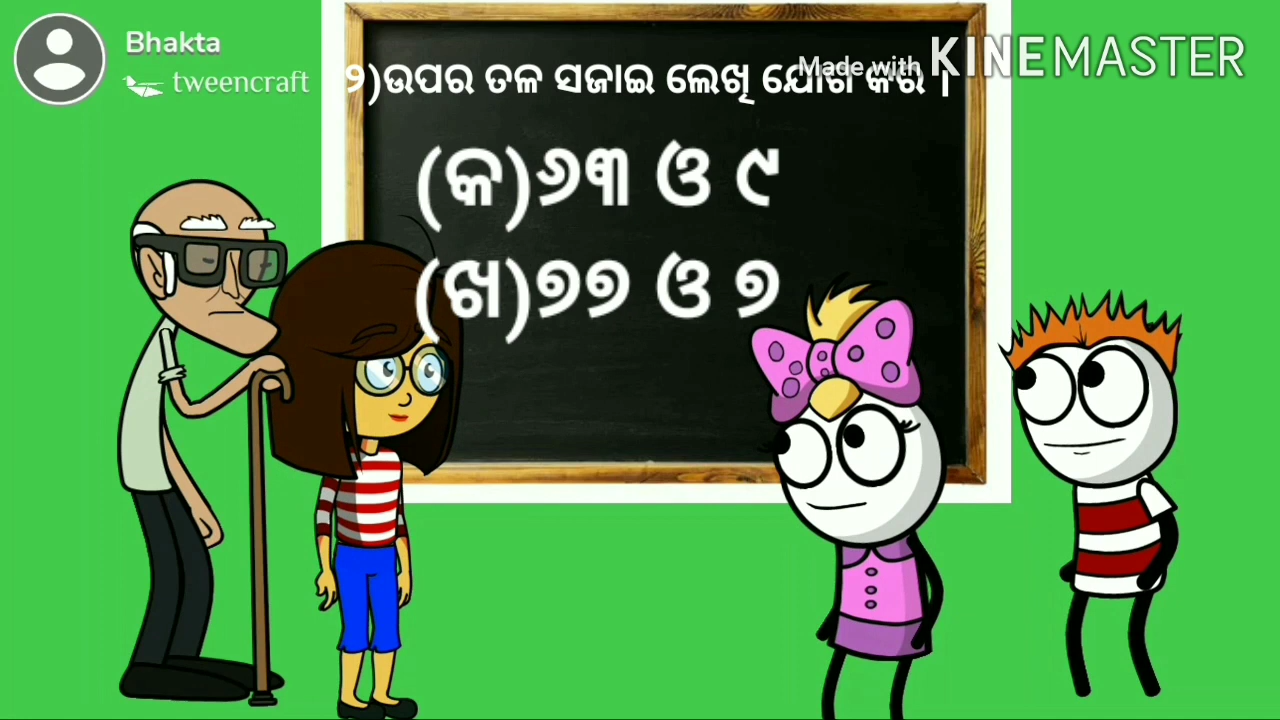 Bhakta
tweencraft
Made with KINEMASTER
୨)ଉପର ତଳ ସଜାଇ ଲେଖି ଯୋଗ କର ।
(କ)୬୩ ଓ ୯
(ଖ)୭୭ ଓ ୭